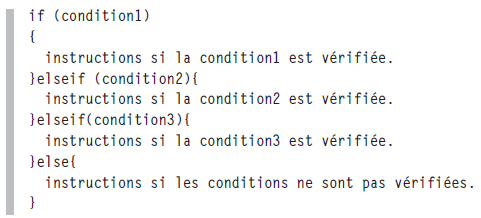 if (condition1)
{
instructions si la condition1 est vérifiée.
}elseif (condition2){
instructions si la condition2 est vérifiée.
}elseif(condition3){
instructions si la condition3 est vérifiée.
}else{
instructions si les conditions ne sont pas vérifiées.
}